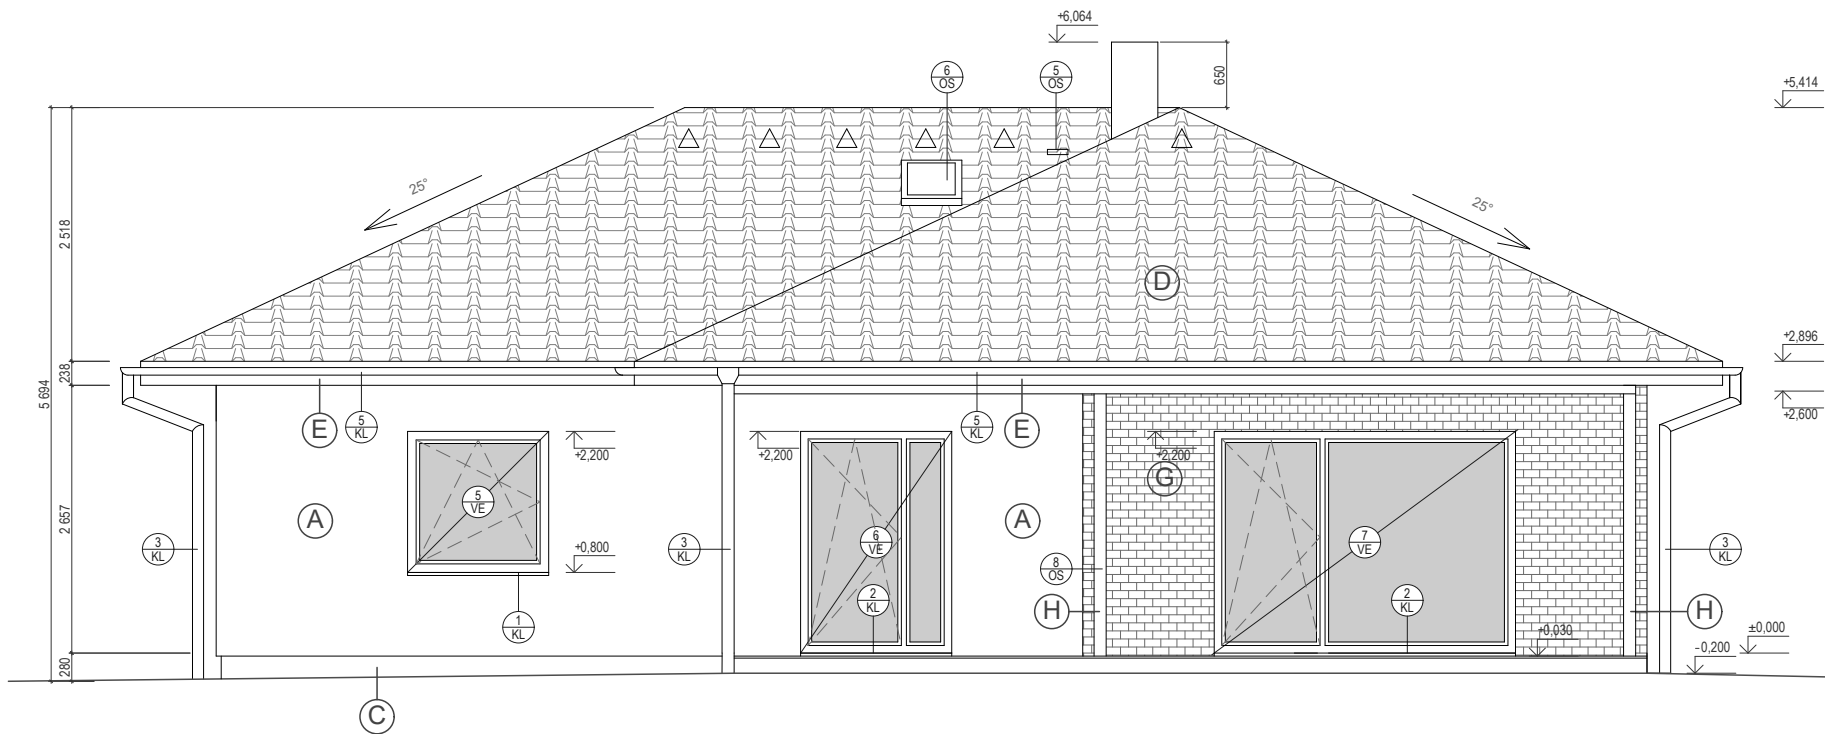 +6,064
6
OS
5
OS
650
+5,414
25°
25°
2 518
D
+2,896
238
5 694
+2,600
E
5
KL
5
KL
E
+2,200
+2,200
+2,200
G
5
VE
A
A
2 657
6
VE
7
VE
3
KL
3
KL
3
KL
+0,800
8
OS
2
KL
2
KL
1
KL
H
H
+0,030
±0,000
-0,200
280
C